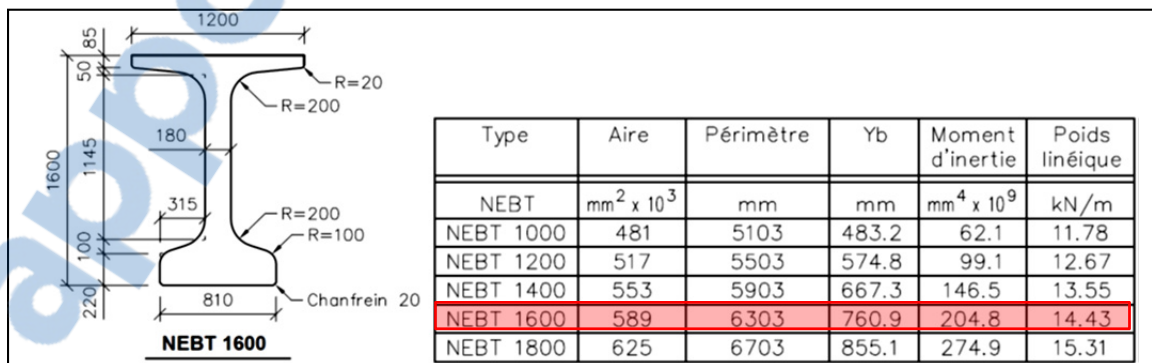 1200
85
50
R=20
R=200
180
1600
1145
315
R=200
R=100
100
220
810
Chanfrein 20
NEBT 1600
Type Aire Périmètre Yb Moment d'inertie Poids linéique
NEBT mm² x 10³ mm mm mm⁴ x 10⁹ kN/m
NEBT 1000 481 5103 483.2 62.1 11.78
NEBT 1200 517 5503 574.8 99.1 12.67
NEBT 1400 553 5903 667.3 146.5 13.55
NEBT 1600 589 6303 760.9 204.8 14.43
NEBT 1800 625 6703 855.1 274.9 15.31